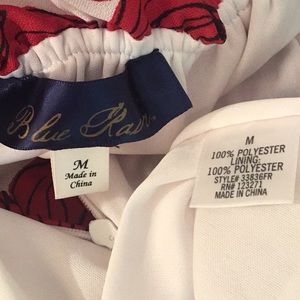 Blue Rain
M
Made in
China
M
100% POLYESTER
LINING:
100% POLYESTER
STYLE# 33836FR
RN# 123271
MADE IN CHINA